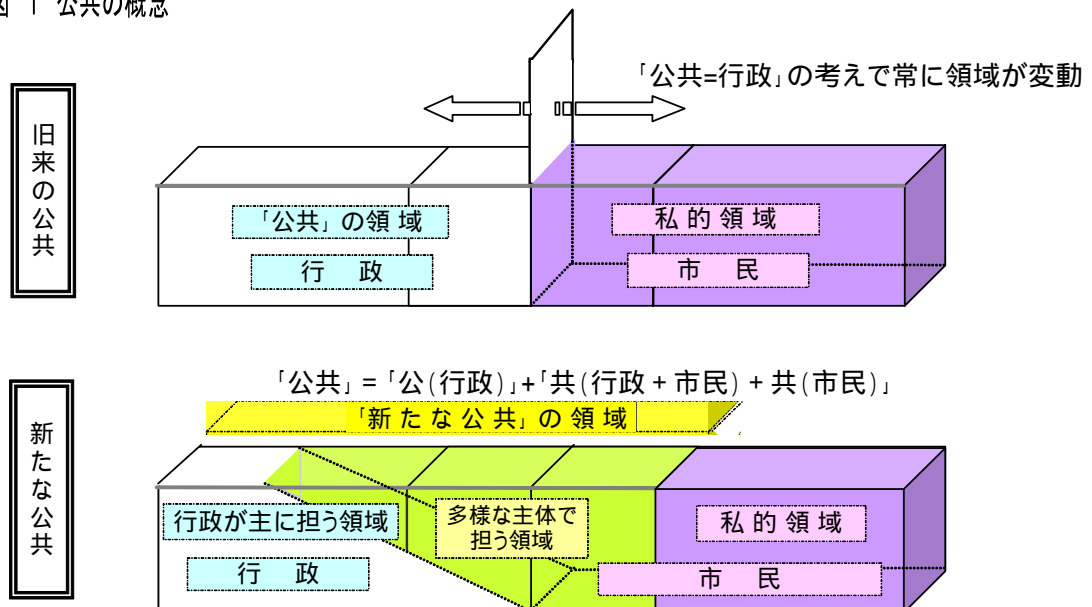 図 1 公共の概念
「公共=行政」の考えで常に領域が変動
旧来の公共
「公共」の領域
私的領域
行 政
市 民
「公共」=「公(行政)」+「共(行政+市民)+共(市民)」
「新たな公共」の領域
新たな公共
行政が主に担う領域
多様な主体で
担う領域
私的領域
行 政
市 民